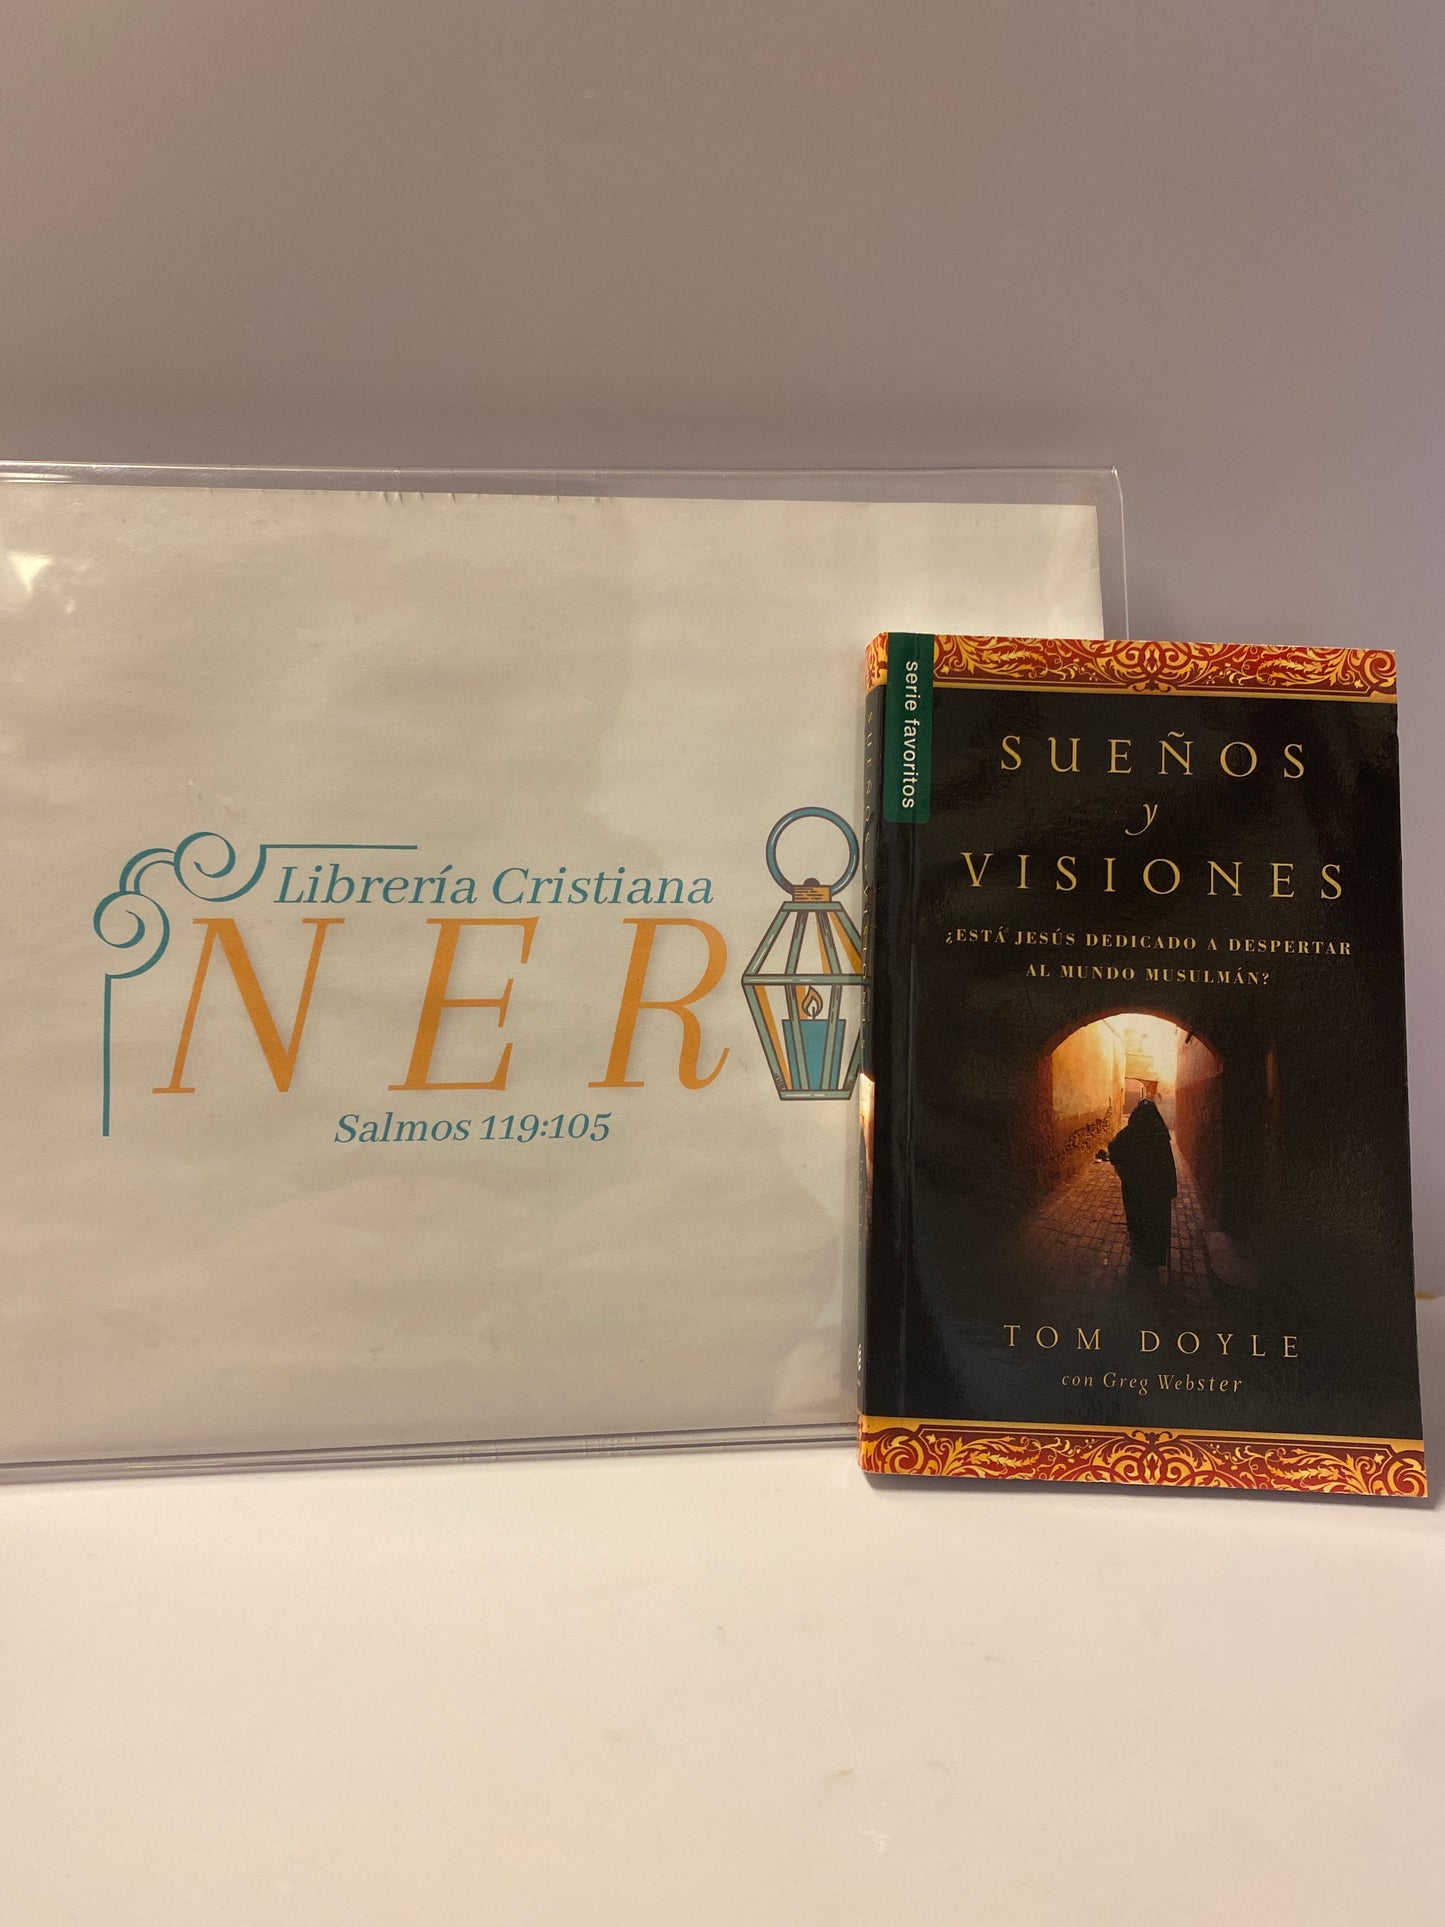 Librería Cristiana
NER
Salmos 119:105
serie favoritos
SUEÑOS
y
VISIONES
¿ESTÁ JESÚS DEDICADO A DESPERTAR
AL MUNDO MUSULMÁN?
TOM DOYLE
con Greg Webster